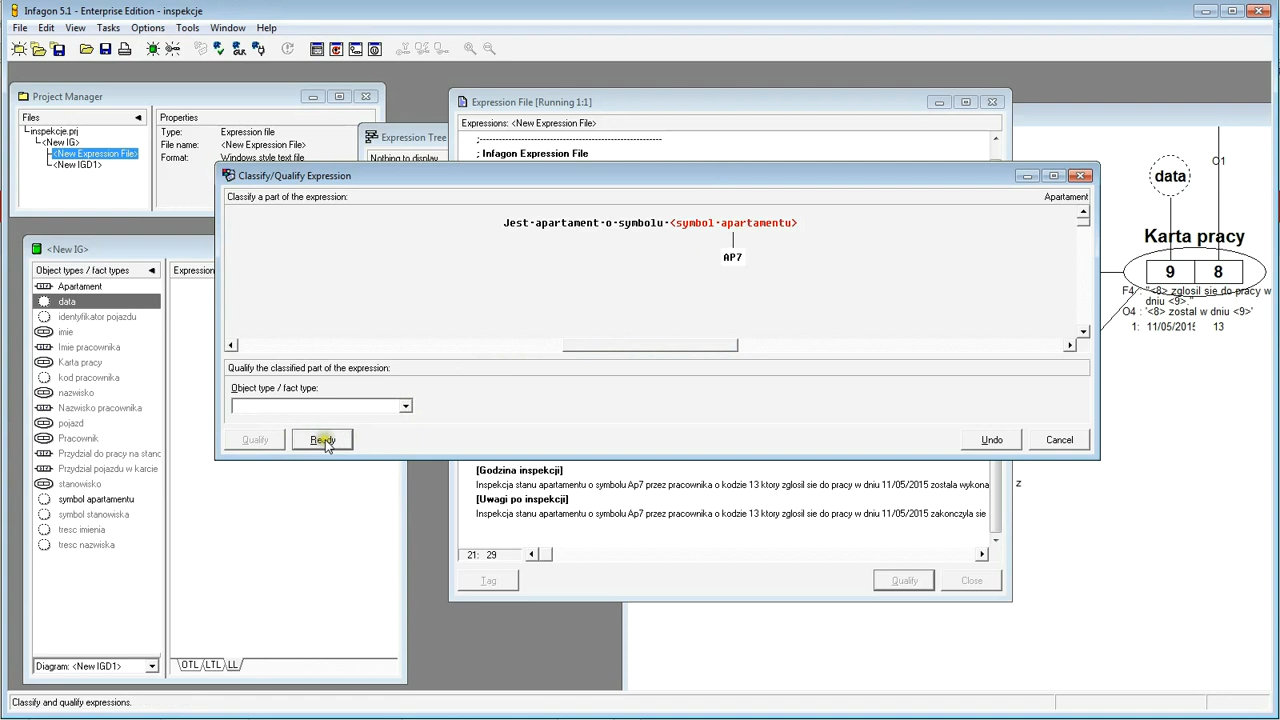 Infagon 5.1 - Enterprise Edition - inspekcje
File Edit View Tasks Options Window Help
Project Manager
Files
inspekcje.prj
<New IG>
<New Expression File>
<New IGD1>
Properties
Type: Expression file
File name: <New Expression File>
Format: Windows style text file
Expression Tree
Nothing to display
Expression File [Running 1:1]
Expressions: <New Expression File>
;-----------------------------------------------------
; Infagon Expression File
Classify/Qualify Expression
Classify a part of the expression:
Apartament
Jest·apartament·o·symbolu·<symbol·apartamentu>
AP7
Qualify the classified part of the expression:
Object type / fact type:
Qualify Ready Undo Cancel
<New IG>
Object types / fact types
Expression
Apartament
data
identyfikator pojazdu
imie
Imie pracownika
Karta pracy
kod pracownika
nazwisko
Nazwisko pracownika
pojazd
Pracownik
Przydzial do pracy na stanc
Przydzial pojazdu w karcie
stanowisko
symbol apartamentu
symbol stanowiska
tresc imienia
tresc nazwiska
Diagram: <New IGD1>
OTL LTL LL
[Godzina inspekcji]
Inspekcja stanu apartamentu o symbolu Ap7 przez pracownika o kodzie 13 ktory zglosil sie do pracy w dniu 11/05/2015 zostala wykona
[Uwagi po inspekcji]
Inspekcja stanu apartamentu o symbolu Ap7 przez pracownika o kodzie 13 ktory zglosil sie do pracy w dniu 11/05/2015 zakonczyla sie
21: 29
Tag Qualify Close
data
O1
Karta pracy
9 8
F4 : "<8> zglosil sie do pracy w
dniu <9>."
O4 : '<8> zostal w dniu <9>'
1: 11/05/2015 13
z
Classify and qualify expressions.